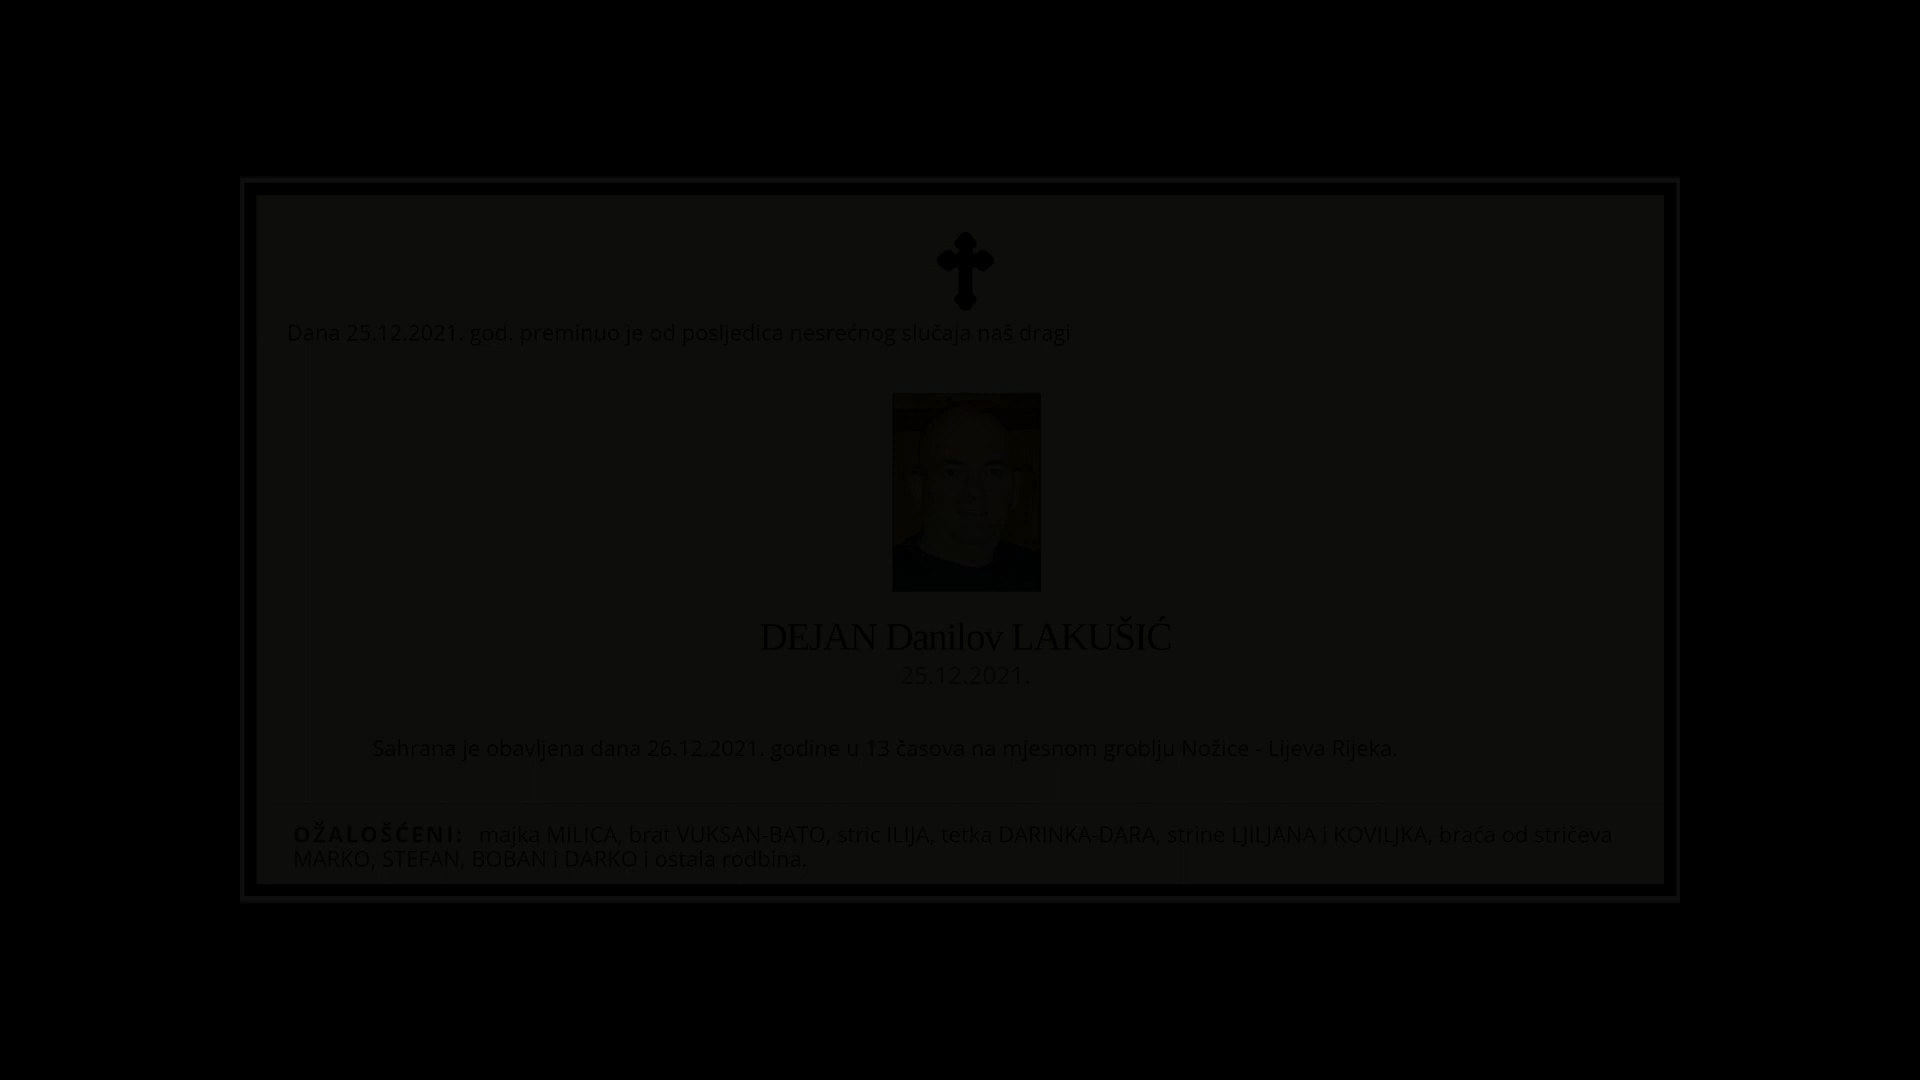 Dana 25.12.2021. god. preminuo je od posljedica nesrećnog slučaja naš dragi
DEJAN Danilov LAKUŠIĆ
25.12.2021.
Sahrana je obavljena dana 26.12.2021. godine u 13 časova na mjesnom groblju Nožice - Lijeva Rijeka.
OŽALOŠĆENI: majka MILICA, brat VUKSAN-BATO, stric ILIJA, tetka DARINKA-DARA, strine LJILJANA i KOVILJKA, braća od stričeva
MARKO, STEFAN, BOBAN i DARKO i ostala rodbina.